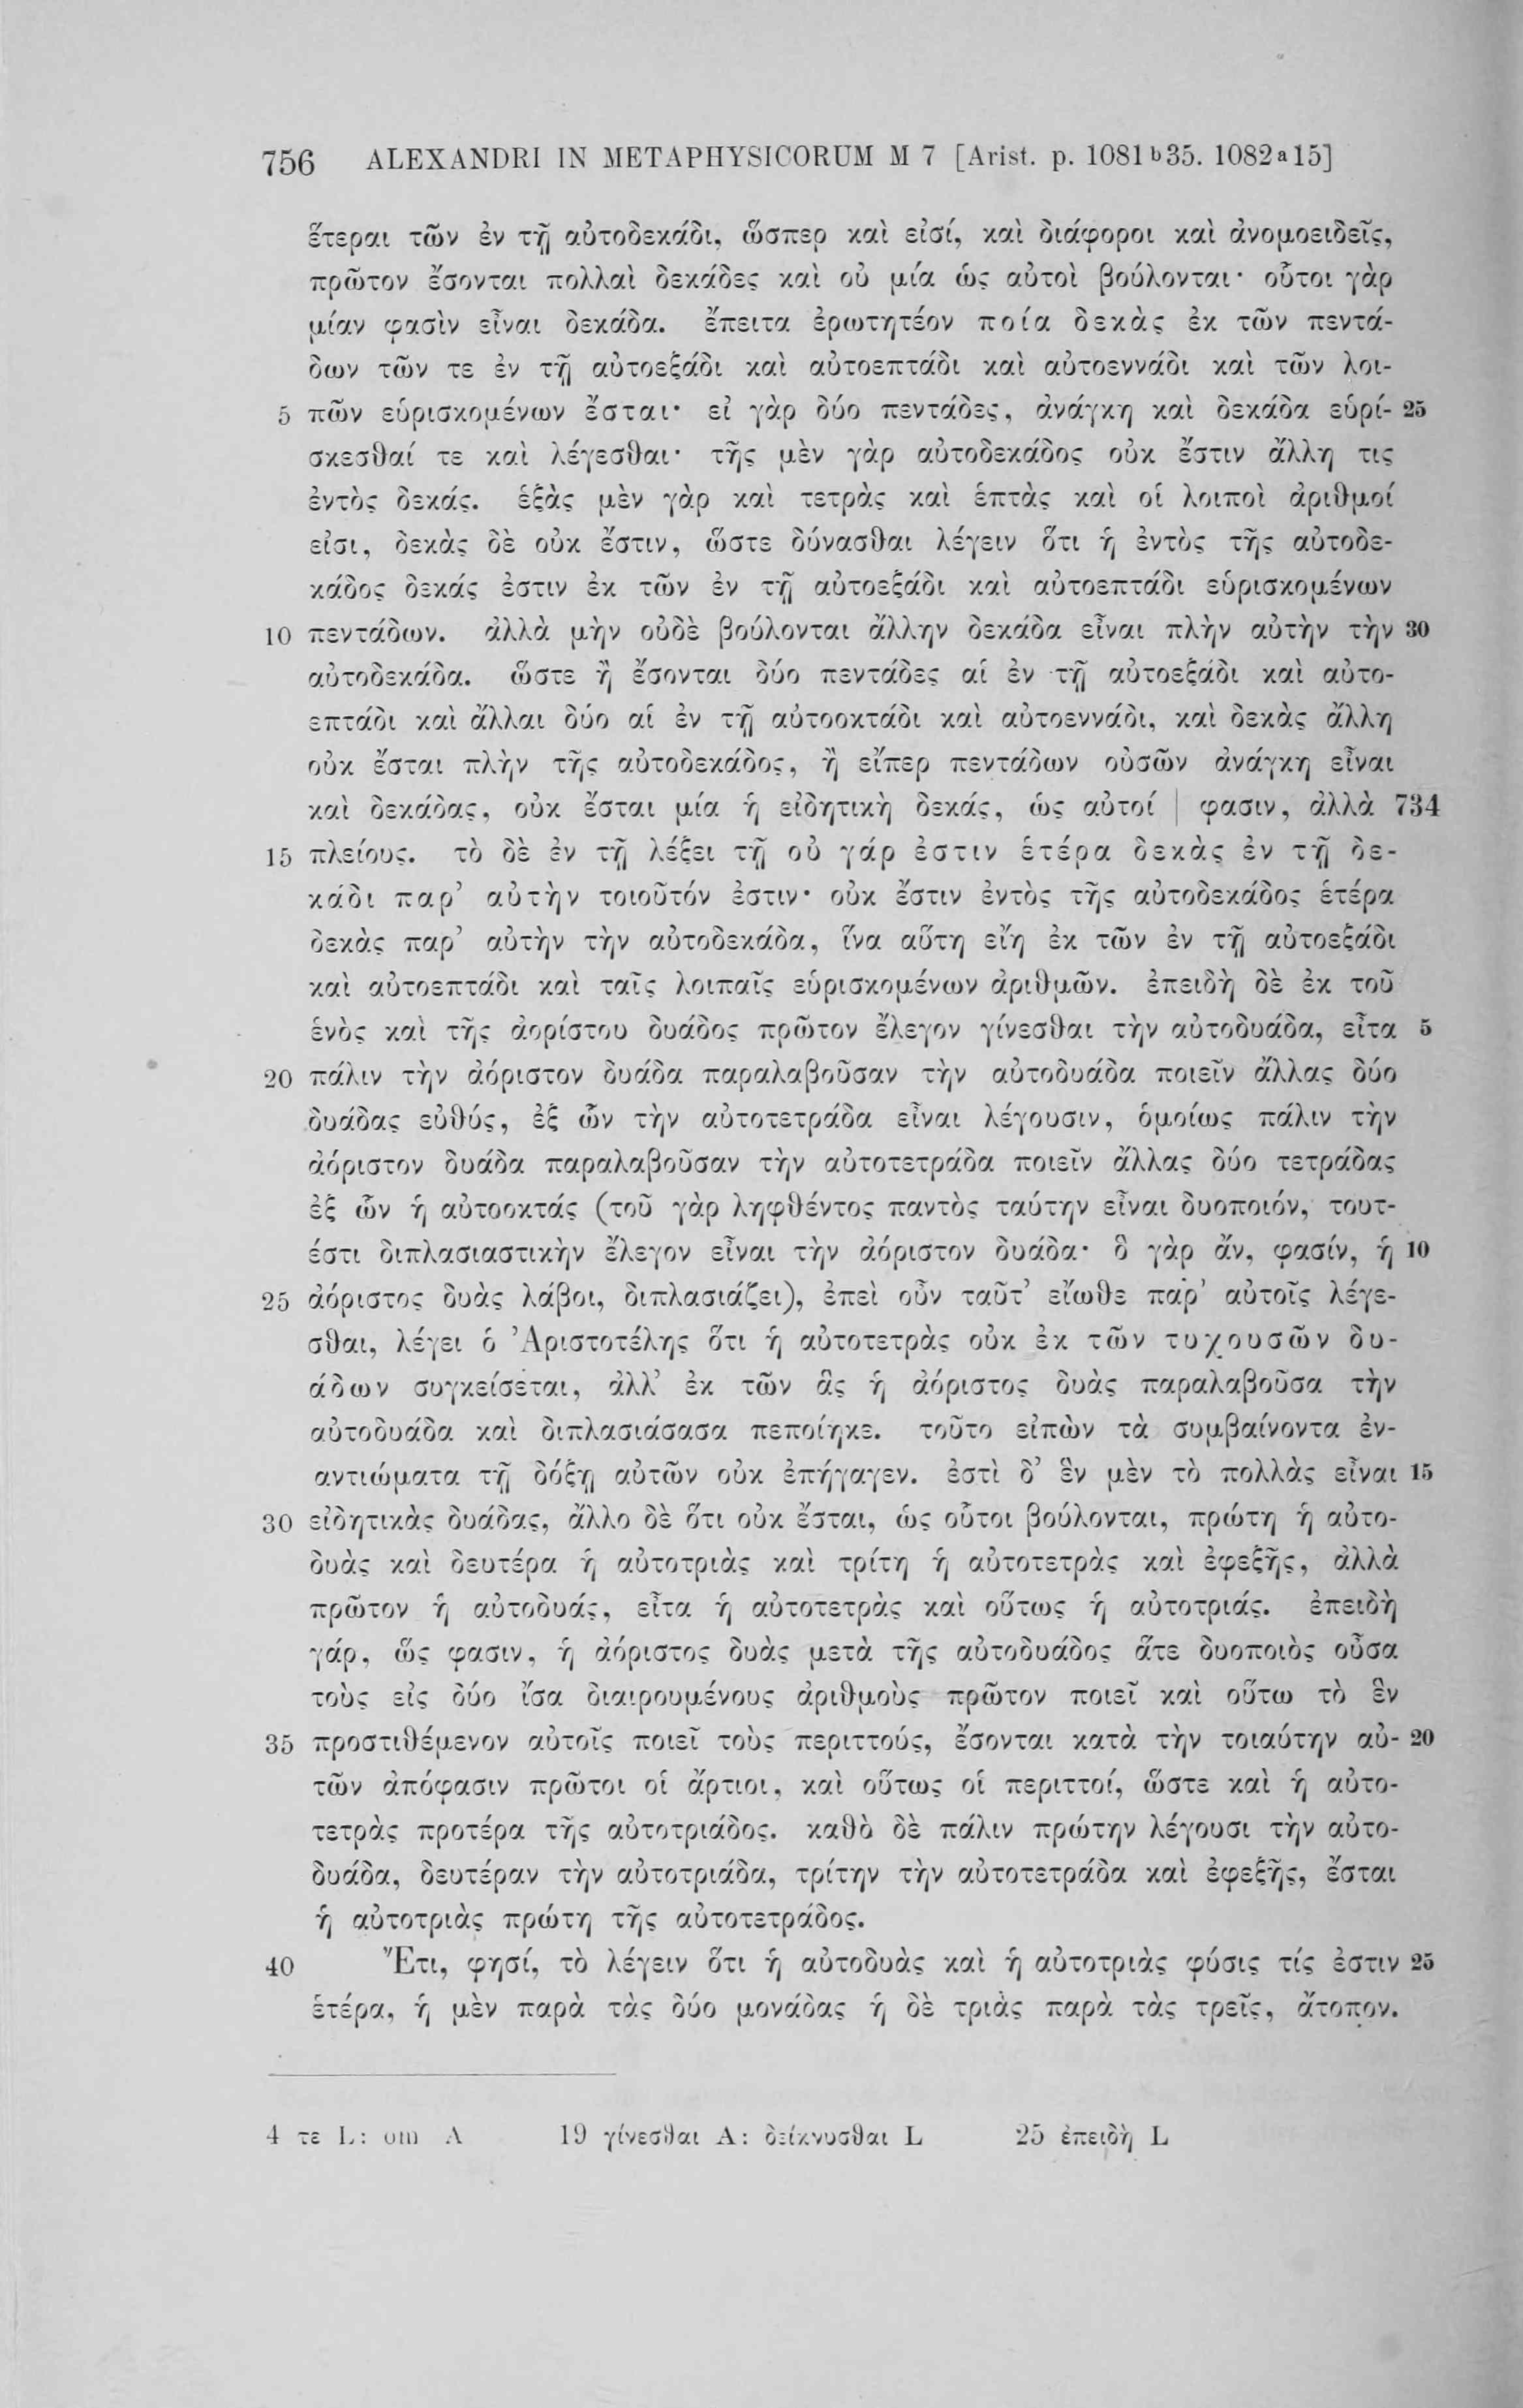 756 ALEXANDRI IN METAPHYSICORUM M 7 [Arist. p. 1081b35. 1082a15]
ἕτεραι τῶν ἐν τῇ αὐτοδεκάδι, ὥσπερ καὶ εἰσί, καὶ διάφοροι καὶ ἀνομοειδεῖς,
πρῶτον ἔσονται πολλαὶ δεκάδες καὶ οὐ μία ὡς αὐτοὶ βούλονται· οὗτοι γὰρ
μίαν φασὶν εἶναι δεκάδα. ἔπειτα ἐρωτητέον ποία δεκὰς ἐκ τῶν πεντά-
δων τῶν τε ἐν τῇ αὐτοεξάδι καὶ αὐτοεπτάδι καὶ αὐτοεννάδι καὶ τῶν λοι-
5 πῶν εὑρισκομένων ἔσται· εἰ γὰρ δύο πεντάδες, ἀνάγκη καὶ δεκάδα εὑρί- 25
σκεσθαί τε καὶ λέγεσθαι· τῆς μὲν γὰρ αὐτοδεκάδος οὐκ ἔστιν ἄλλη τις
ἐντὸς δεκάς. ἑξὰς μὲν γὰρ καὶ τετρὰς καὶ ἑπτὰς καὶ οἱ λοιποὶ ἀριθμοί
εἰσι, δεκὰς δὲ οὐκ ἔστιν, ὥστε δύνασθαι λέγειν ὅτι ἡ ἐντὸς τῆς αὐτοδε-
κάδος δεκάς ἐστιν ἐκ τῶν ἐν τῇ αὐτοεξάδι καὶ αὐτοεπτάδι εὑρισκομένων
10 πεντάδων. ἀλλὰ μὴν οὐδὲ βούλονται ἄλλην δεκάδα εἶναι πλὴν αὐτὴν τὴν 30
αὐτοδεκάδα. ὥστε ἢ ἔσονται δύο πεντάδες αἱ ἐν τῇ αὐτοεξάδι καὶ αὐτο-
επτάδι καὶ ἄλλαι δύο αἱ ἐν τῇ αὐτοοκτάδι καὶ αὐτοεννάδι, καὶ δεκὰς ἄλλη
οὐκ ἔσται πλὴν τῆς αὐτοδεκάδος, ἢ εἴπερ πεντάδων οὐσῶν ἀνάγκη εἶναι
καὶ δεκάδας, οὐκ ἔσται μία ἡ εἰδητικὴ δεκάς, ὡς αὐτοί | φασιν, ἀλλὰ 734
15 πλείους. τὸ δὲ ἐν τῇ λέξει τῇ οὐ γάρ ἐστιν ἑτέρα δεκὰς ἐν τῇ δε-
κάδι παρ’ αὐτὴν τοιοῦτόν ἐστιν· οὐκ ἔστιν ἐντὸς τῆς αὐτοδεκάδος ἑτέρα
δεκὰς παρ’ αὐτὴν τὴν αὐτοδεκάδα, ἵνα αὕτη εἴη ἐκ τῶν ἐν τῇ αὐτοεξάδι
καὶ αὐτοεπτάδι καὶ ταῖς λοιπαῖς εὑρισκομένων ἀριθμῶν. ἐπειδὴ δὲ ἐκ τοῦ
ἑνὸς καὶ τῆς ἀορίστου δυάδος πρῶτον ἔλεγον γίνεσθαι τὴν αὐτοδυάδα, εἶτα 5
20 πάλιν τὴν ἀόριστον δυάδα παραλαβοῦσαν τὴν αὐτοδυάδα ποιεῖν ἄλλας δύο
δυάδας εὐθύς, ἐξ ὧν τὴν αὐτοτετράδα εἶναι λέγουσιν, ὁμοίως πάλιν τὴν
ἀόριστον δυάδα παραλαβοῦσαν τὴν αὐτοτετράδα ποιεῖν ἄλλας δύο τετράδας
ἐξ ὧν ἡ αὐτοοκτάς (τοῦ γὰρ ληφθέντος παντὸς ταύτην εἶναι δυοποιόν, τουτ-
έστι διπλασιαστικὴν ἔλεγον εἶναι τὴν ἀόριστον δυάδα· ὃ γὰρ ἄν, φασίν, ἡ 10
25 ἀόριστος δυὰς λάβοι, διπλασιάζει), ἐπεὶ οὖν ταῦτ’ εἴωθε παρ’ αὐτοῖς λέγε-
σθαι, λέγει ὁ Ἀριστοτέλης ὅτι ἡ αὐτοτετρὰς οὐκ ἐκ τῶν τυχουσῶν δυ-
άδων συγκείσεται, ἀλλ’ ἐκ τῶν ἃς ἡ ἀόριστος δυὰς παραλαβοῦσα τὴν
αὐτοδυάδα καὶ διπλασιάσασα πεποίηκε. τοῦτο εἰπὼν τὰ συμβαίνοντα ἐν-
αντιώματα τῇ δόξῃ αὐτῶν οὐκ ἐπήγαγεν. ἐστὶ δ’ ἓν μὲν τὸ πολλὰς εἶναι 15
30 εἰδητικὰς δυάδας, ἄλλο δὲ ὅτι οὐκ ἔσται, ὡς οὗτοι βούλονται, πρώτη ἡ αὐτο-
δυὰς καὶ δευτέρα ἡ αὐτοτριὰς καὶ τρίτη ἡ αὐτοτετρὰς καὶ ἐφεξῆς, ἀλλὰ
πρῶτον ἡ αὐτοδυάς, εἶτα ἡ αὐτοτετρὰς καὶ οὕτως ἡ αὐτοτριάς. ἐπειδὴ
γάρ, ὥς φασιν, ἡ ἀόριστος δυὰς μετὰ τῆς αὐτοδυάδος ἅτε δυοποιὸς οὖσα
τοὺς εἰς δύο ἴσα διαιρουμένους ἀριθμοὺς πρῶτον ποιεῖ καὶ οὕτω τὸ ἓν
35 προστιθέμενον αὐτοῖς ποιεῖ τοὺς περιττούς, ἔσονται κατὰ τὴν τοιαύτην αὐ- 20
τῶν ἀπόφασιν πρῶτοι οἱ ἄρτιοι, καὶ οὕτως οἱ περιττοί, ὥστε καὶ ἡ αὐτο-
τετρὰς προτέρα τῆς αὐτοτριάδος. καθὸ δὲ πάλιν πρώτην λέγουσι τὴν αὐτο-
δυάδα, δευτέραν τὴν αὐτοτριάδα, τρίτην τὴν αὐτοτετράδα καὶ ἐφεξῆς, ἔσται
ἡ αὐτοτριὰς πρώτη τῆς αὐτοτετράδος.
40 Ἔτι, φησί, τὸ λέγειν ὅτι ἡ αὐτοδυὰς καὶ ἡ αὐτοτριὰς φύσις τίς ἐστιν 25
ἑτέρα, ἡ μὲν παρὰ τὰς δύο μονάδας ἡ δὲ τριὰς παρὰ τὰς τρεῖς, ἄτοπον.
4 τε L: om A 19 γίνεσθαι A: δείκνυσθαι L 25 ἐπειδὴ L